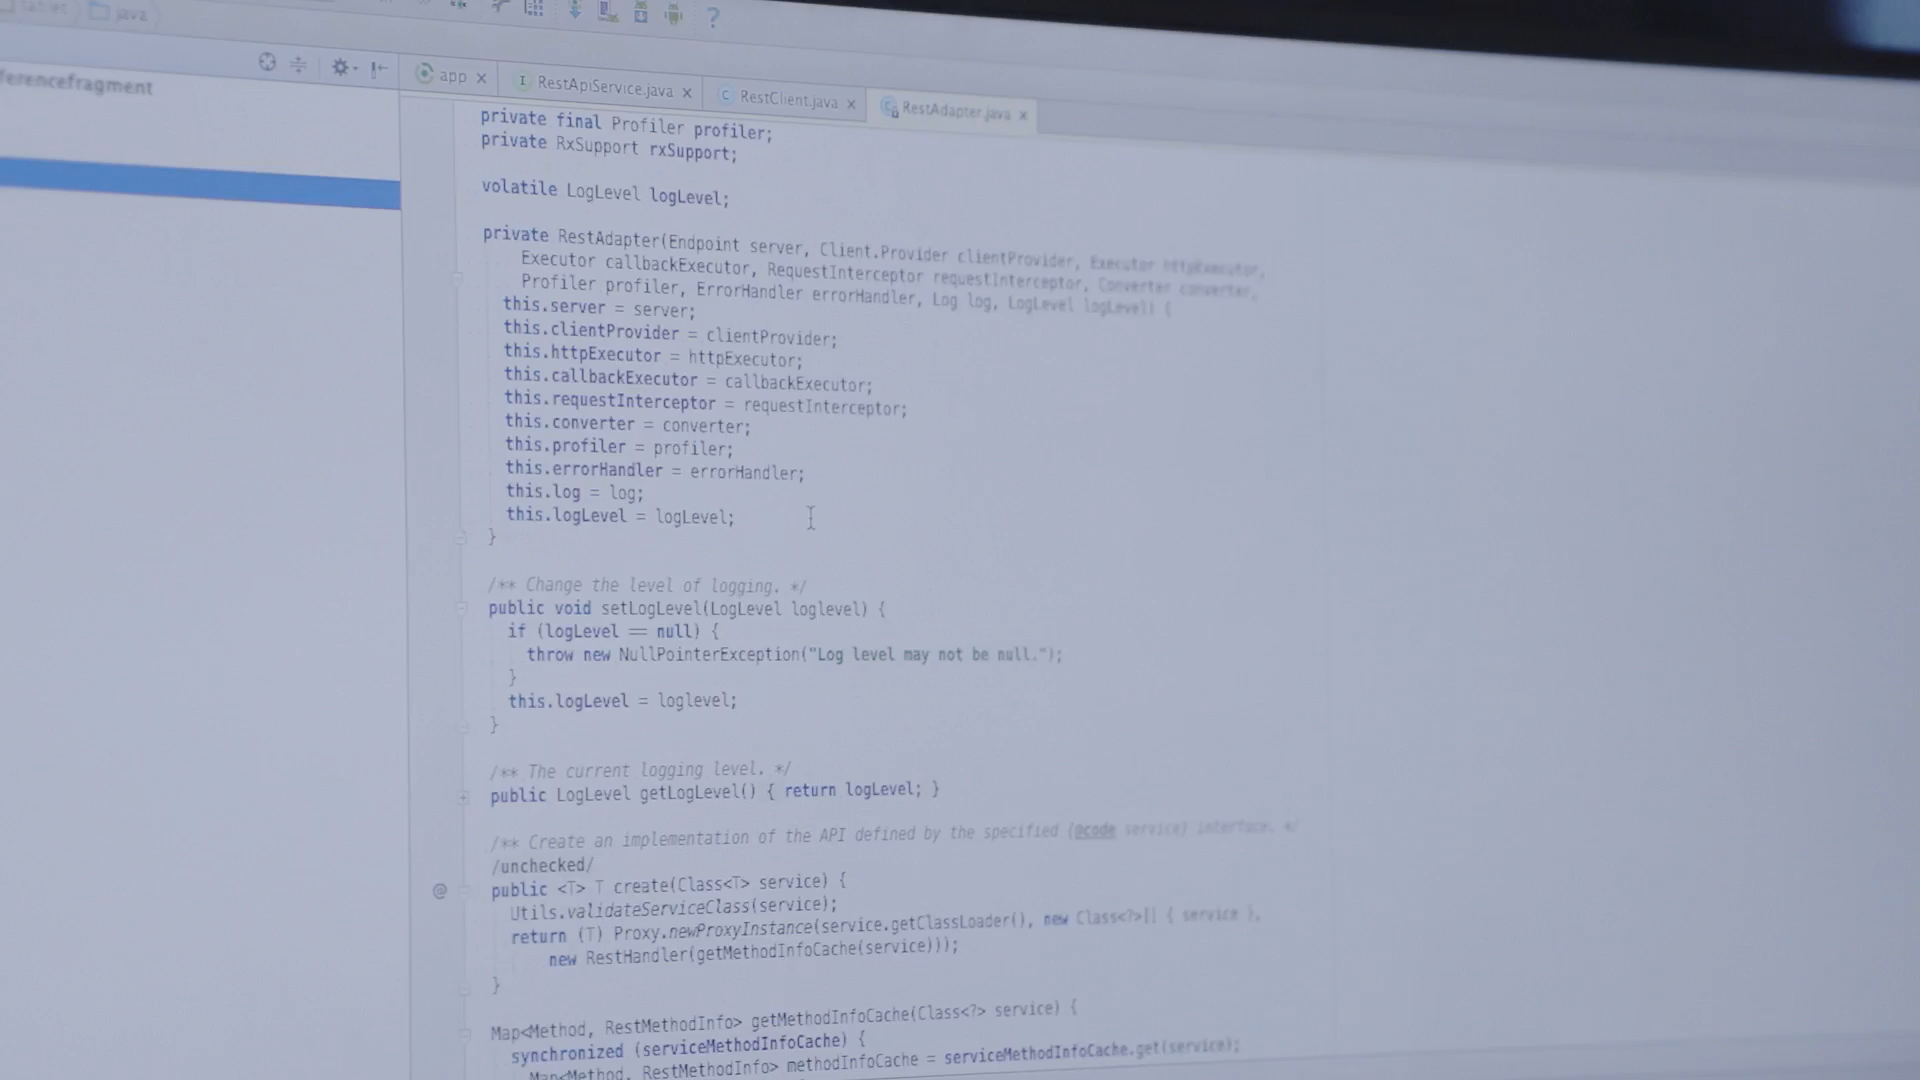 tablet java
?
ferencefragment
app RestApiService.java RestClient.java RestAdapter.java
private final Profiler profiler;
private RxSupport rxSupport;
volatile LogLevel logLevel;
private RestAdapter(Endpoint server, Client.Provider clientProvider, Executor httpExecutor,
Executor callbackExecutor, RequestInterceptor requestInterceptor, Converter converter,
Profiler profiler, ErrorHandler errorHandler, Log log, LogLevel logLevel) {
this.server = server;
this.clientProvider = clientProvider;
this.httpExecutor = httpExecutor;
this.callbackExecutor = callbackExecutor;
this.requestInterceptor = requestInterceptor;
this.converter = converter;
this.profiler = profiler;
this.errorHandler = errorHandler;
this.log = log;
this.logLevel = logLevel;
}
/** Change the level of logging. */
public void setLogLevel(LogLevel loglevel) {
if (logLevel == null) {
throw new NullPointerException("Log level may not be null.");
}
this.logLevel = loglevel;
}
/** The current logging level. */
public LogLevel getLogLevel() { return logLevel; }
/** Create an implementation of the API defined by the specified {@code service} interface. */
/unchecked/
@ public <T> T create(Class<T> service) {
Utils.validateServiceClass(service);
return (T) Proxy.newProxyInstance(service.getClassLoader(), new Class<?>[] { service },
new RestHandler(getMethodInfoCache(service)));
}
Map<Method, RestMethodInfo> getMethodInfoCache(Class<?> service) {
synchronized (serviceMethodInfoCache) {
Map<Method, RestMethodInfo> methodInfoCache = serviceMethodInfoCache.get(service);